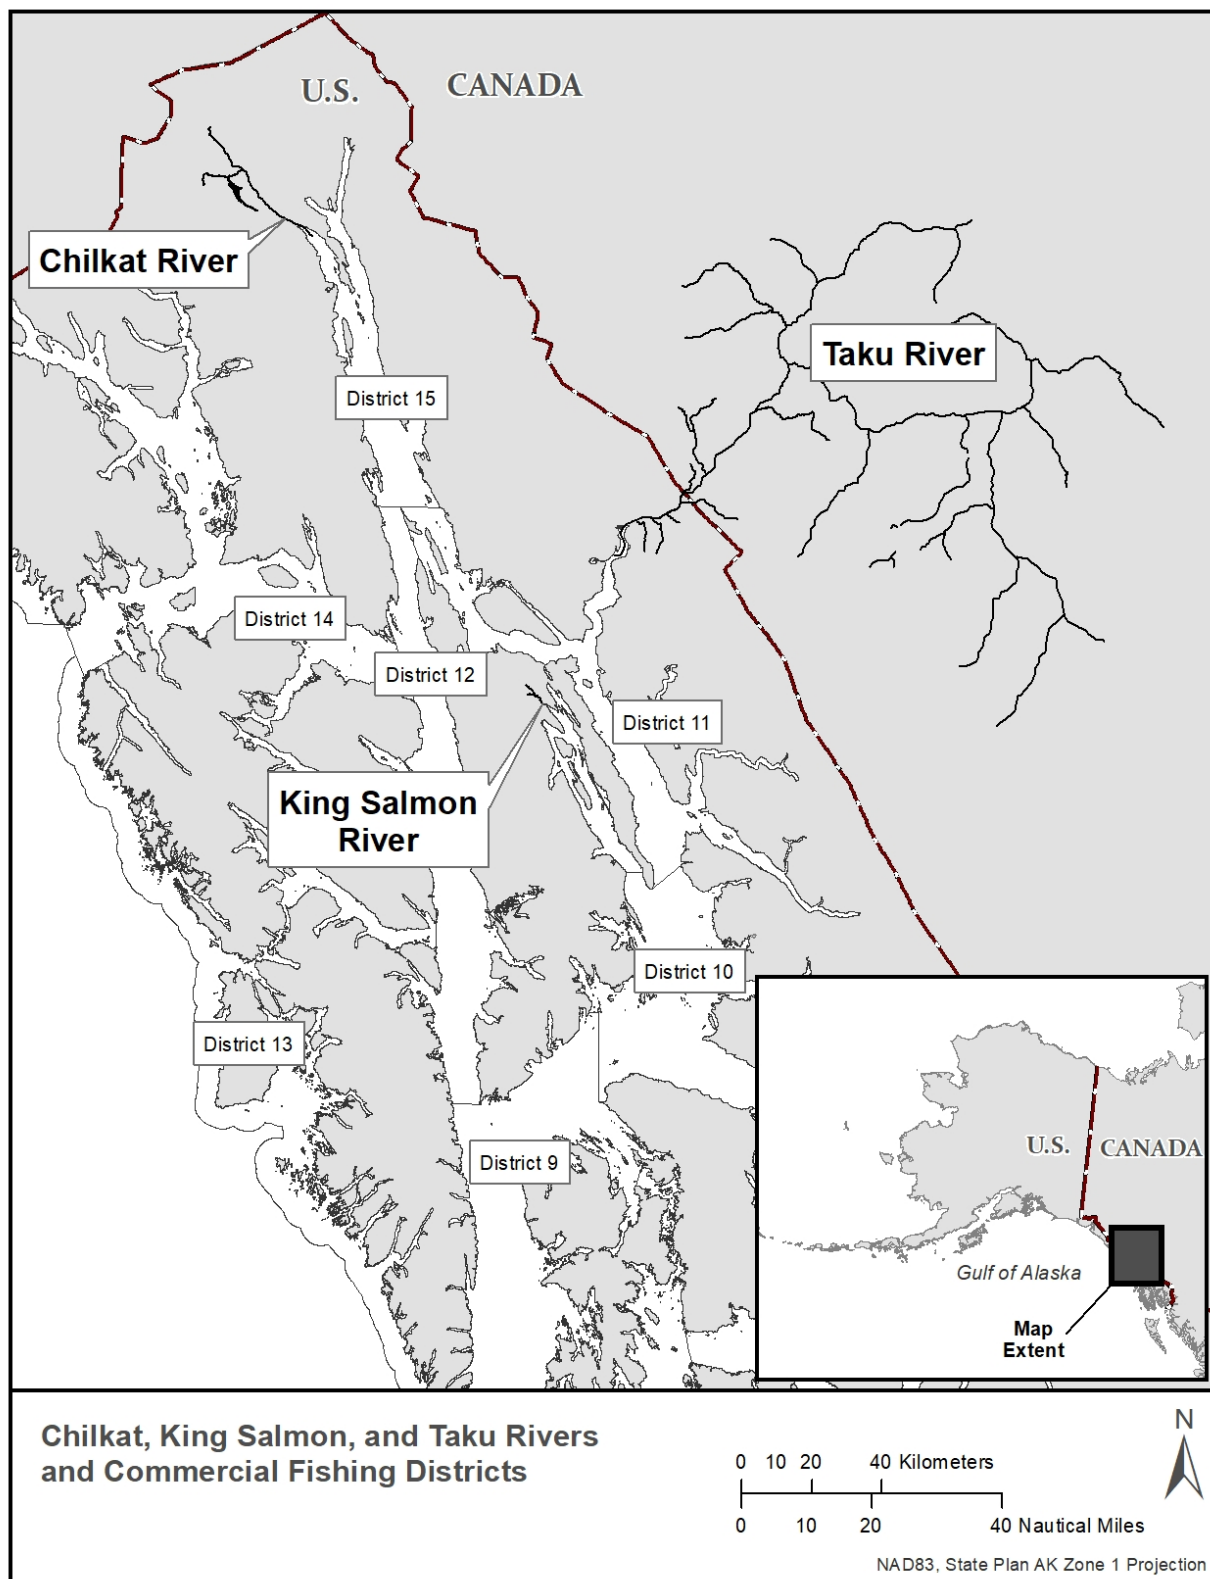 U.S.
CANADA
Chilkat River
Taku River
District 15
District 14
District 12
District 11
King Salmon
River
District 10
District 13
District 9
U.S.
CANADA
Gulf of Alaska
Map
Extent
Chilkat, King Salmon, and Taku Rivers
and Commercial Fishing Districts
N
0 10 20 40 Kilometers
0 10 20 40 Nautical Miles
NAD83, State Plan AK Zone 1 Projection